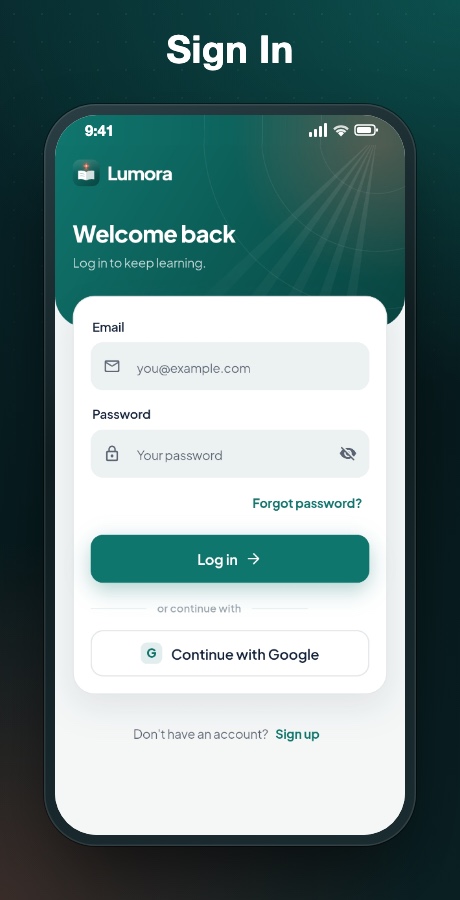 Sign In
9:41
Lumora
Welcome back
Log in to keep learning.
Email
you@example.com
Password
Your password
Forgot password?
Log in →
or continue with
G Continue with Google
Don't have an account? Sign up